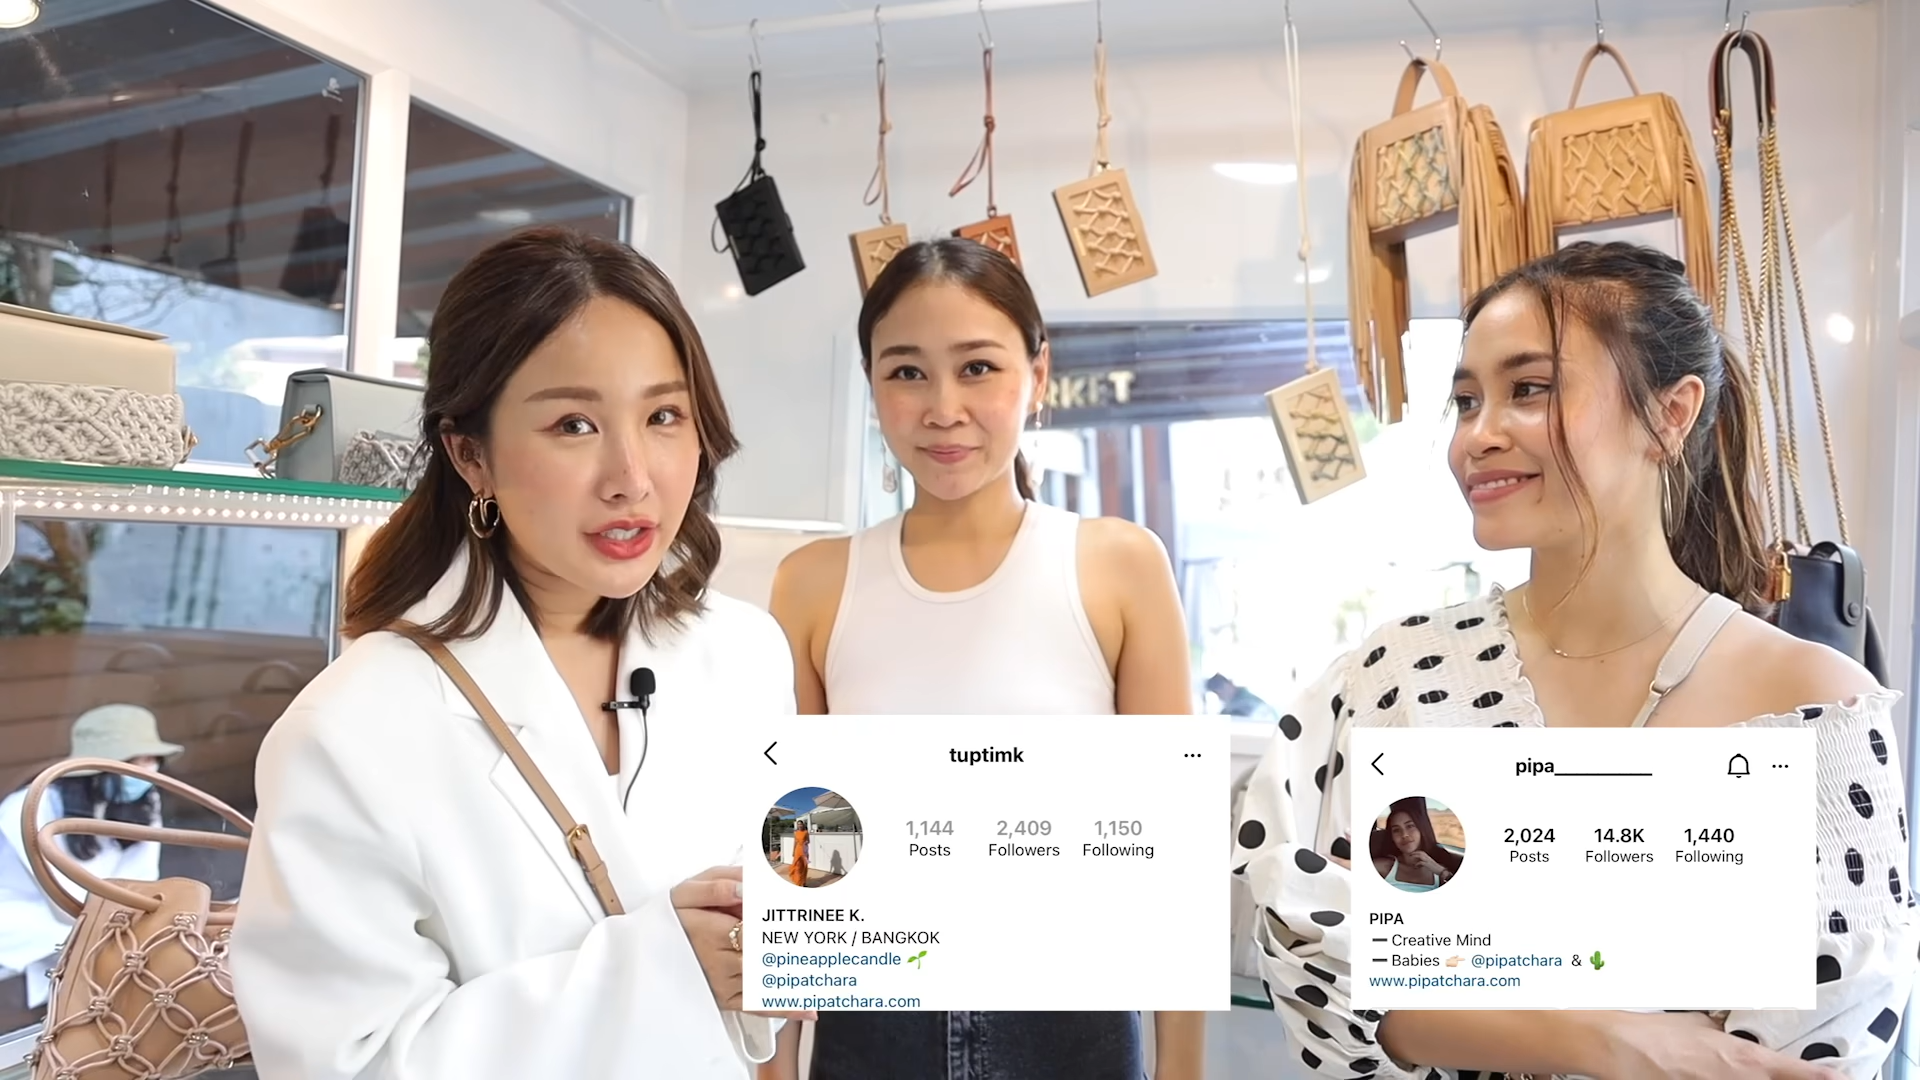 RKET
tuptimk
1,144 2,409 1,150
Posts Followers Following
JITTRINEE K.
NEW YORK / BANGKOK
@pineapplecandle 🌱
@pipatchara
www.pipatchara.com
pipa__________
2,024 14.8K 1,440
Posts Followers Following
PIPA
➖Creative Mind
➖Babies 👉🏻 @pipatchara & 🌵
www.pipatchara.com